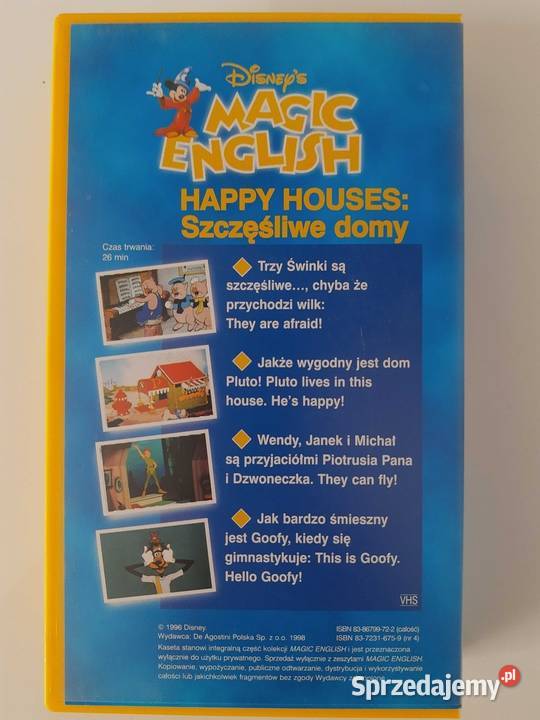 DISNEY'S
MAGIC
ENGLISH
HAPPY HOUSES:
Szczęśliwe domy
Czas trwania:
26 min
Trzy Świnki są
szczęśliwe..., chyba że
przychodzi wilk:
They are afraid!
Jakże wygodny jest dom
Pluto! Pluto lives in this
house. He's happy!
Wendy, Janek i Michał
są przyjaciółmi Piotrusia Pana
i Dzwoneczka. They can fly!
Jak bardzo śmieszny
jest Goofy, kiedy się
gimnastykuje: This is Goofy.
Hello Goofy!
VHS
© 1996 Disney.
Wydawca: De Agostini Polska Sp. z o.o. 1998
ISBN 83-86799-72-2 (całość)
ISBN 83-7231-675-9 (nr 4)
Kaseta stanowi integralną część kolekcji MAGIC ENGLISH i jest przeznaczona
wyłącznie do użytku prywatnego. Sprzedaż wyłącznie z zeszytami MAGIC ENGLISH.
Kopiowanie, wypożyczanie, publiczne odtwarzanie, dystrybucja i wykorzystywanie
całości lub jakichkolwiek fragmentów bez zgody Wydawcy
Sprzedajemy.pl